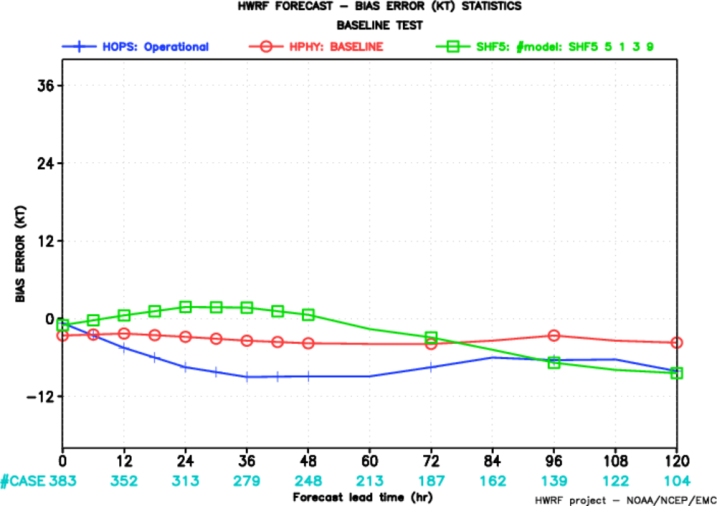 HWRF FORECAST – BIAS ERROR (KT) STATISTICS
BASELINE TEST
HOPS: Operational HPHY: BASELINE SHF5: #model: SHF5 5 1 3 9
36
24
12
0
−12
BIAS ERROR (KT)
0 12 24 36 48 60 72 84 96 108 120
#CASE 383 352 313 279 248 213 187 162 139 122 104
Forecast lead time (hr)
HWRF project – NOAA/NCEP/EMC